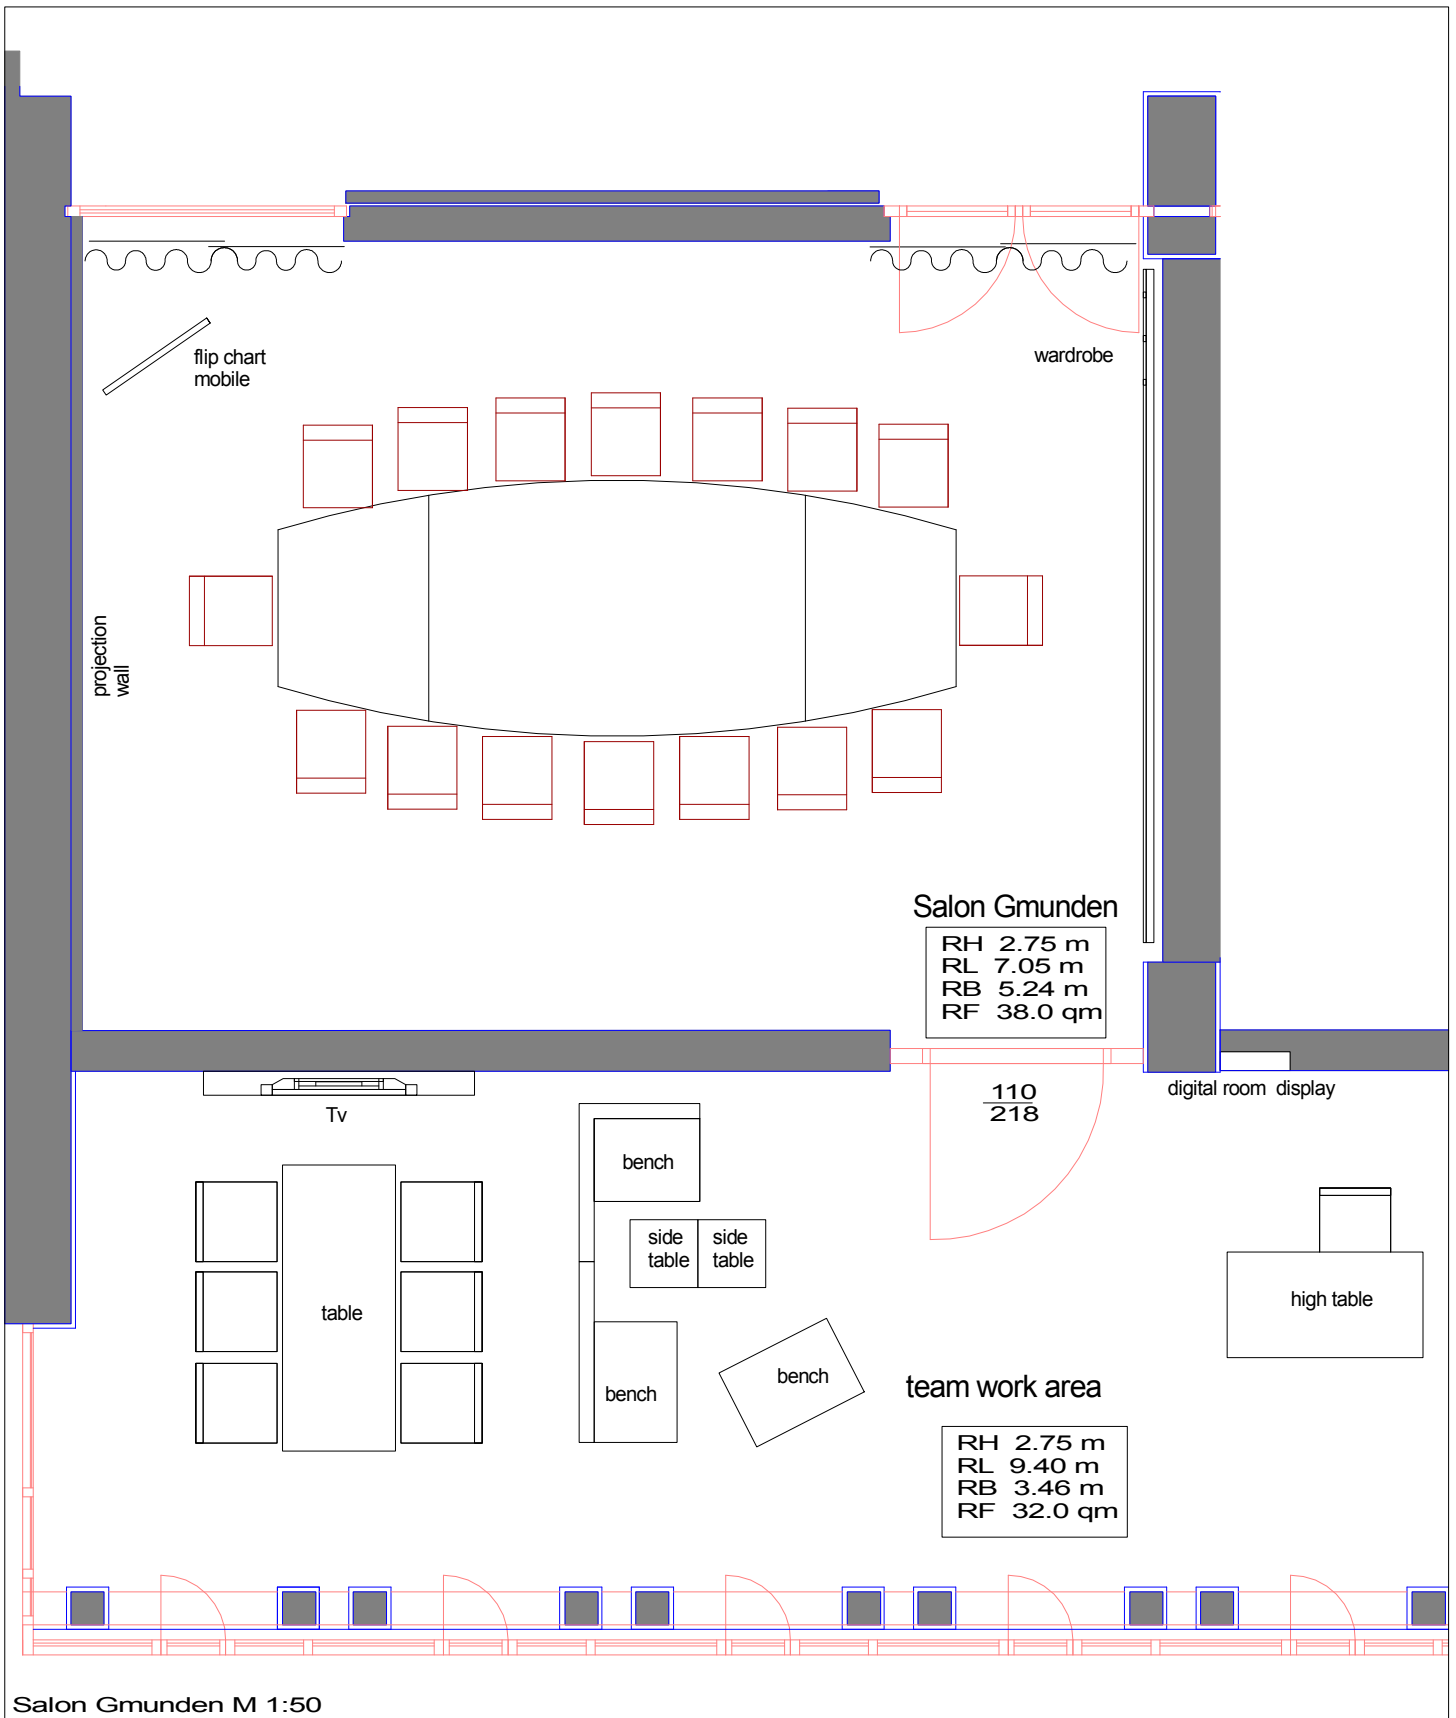 flip chart
mobile
wardrobe
projection
wall
Salon Gmunden
RH 2.75 m
RL 7.05 m
RB 5.24 m
RF 38.0 qm
110
218
digital room display
Tv
bench
side
table
side
table
table
high table
bench
bench
team work area
RH 2.75 m
RL 9.40 m
RB 3.46 m
RF 32.0 qm
Salon Gmunden M 1:50